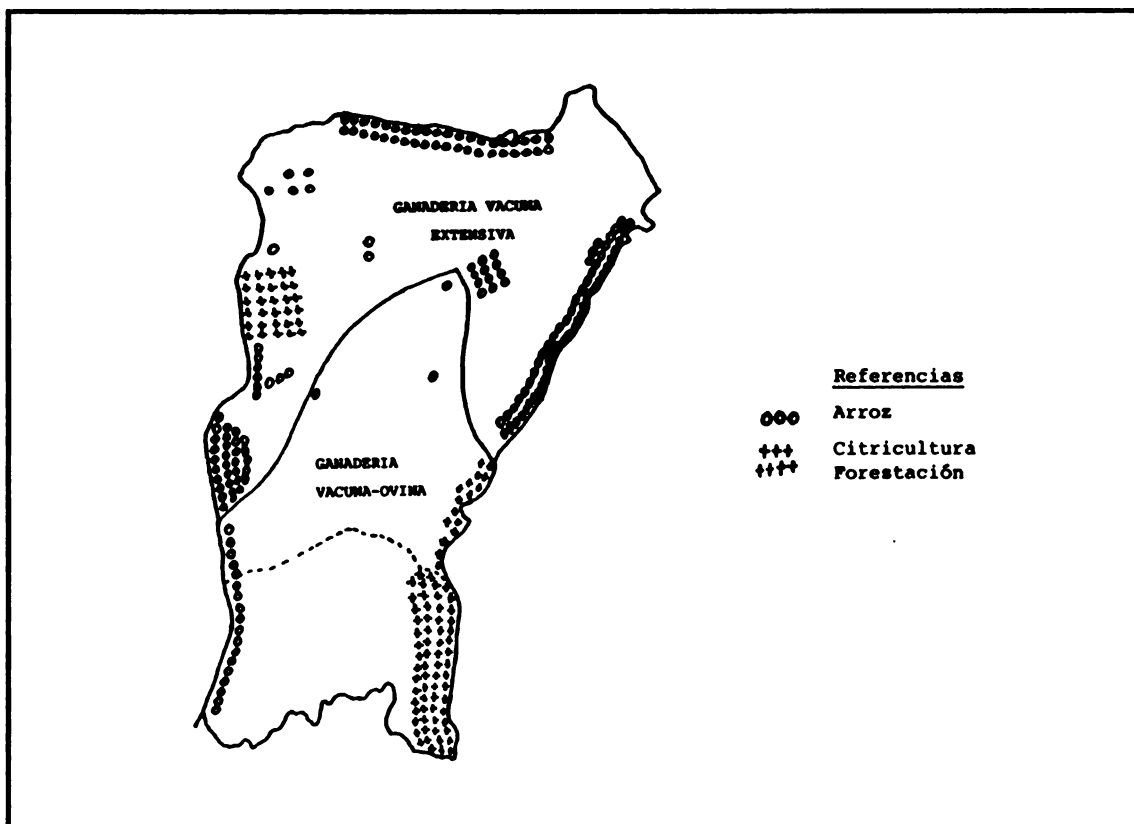 GANADERIA VACUNA
EXTENSIVA
GANADERIA
VACUNA-OVINA
Referencias
Arroz
Citricultura
Forestación